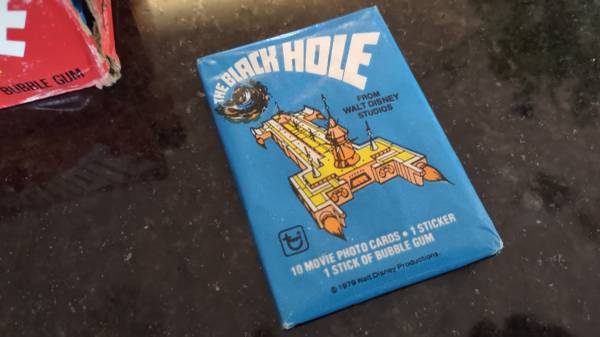 E
BUBBLE GUM
THE BLACK HOLE
FROM
WALT DISNEY
STUDIOS
topps
10 MOVIE PHOTO CARDS • 1 STICKER
1 STICK OF BUBBLE GUM
© 1979 Walt Disney Productions.